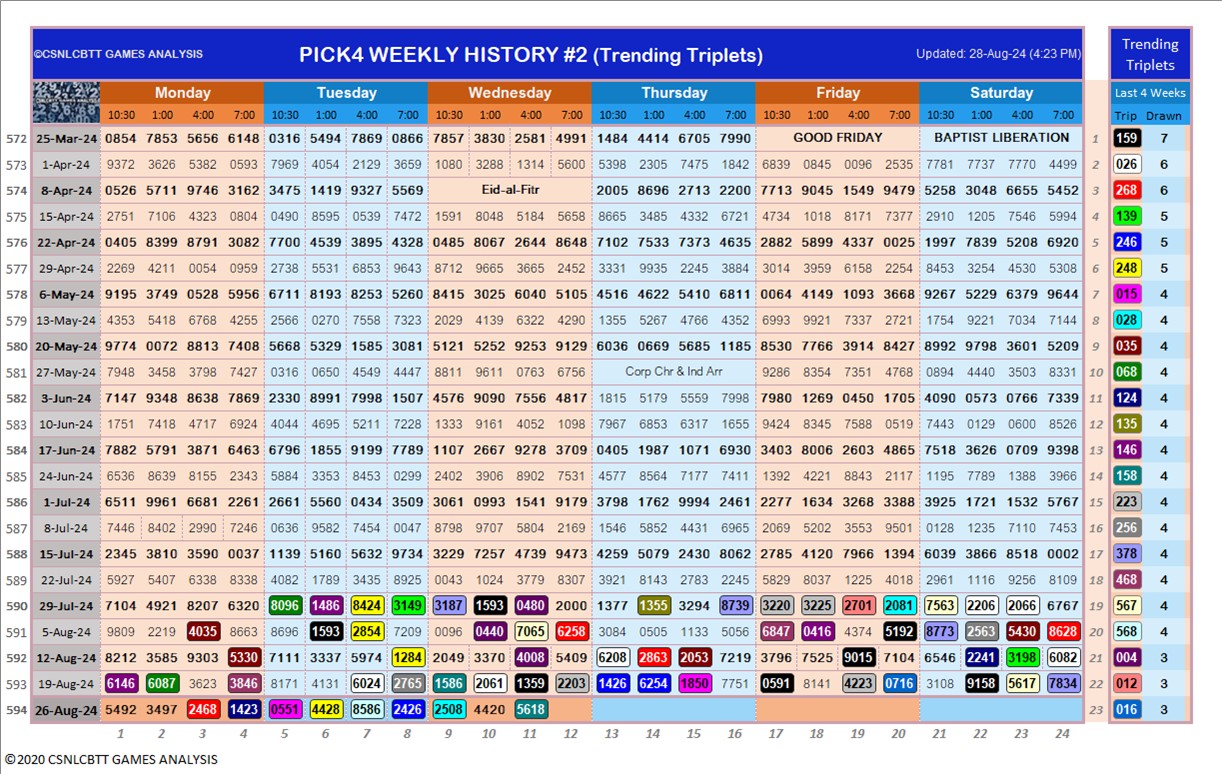 ©CSNLCBTT GAMES ANALYSIS PICK4 WEEKLY HISTORY #2 (Trending Triplets) Updated: 28-Aug-24 (4:23 PM) Trending Triplets
Monday Tuesday Wednesday Thursday Friday Saturday Last 4 Weeks
10:30 1:00 4:00 7:00 10:30 1:00 4:00 7:00 10:30 1:00 4:00 7:00 10:30 1:00 4:00 7:00 10:30 1:00 4:00 7:00 10:30 1:00 4:00 7:00 Trip Drawn
572 25-Mar-24 0854 7853 5656 6148 0316 5494 7869 0866 7857 3830 2581 4991 1484 4414 6705 7990 GOOD FRIDAY BAPTIST LIBERATION 1 159 7
573 1-Apr-24 9372 3626 5382 0593 7969 4054 2129 3659 1080 3288 1314 5600 5398 2305 7475 1842 6839 0845 0096 2535 7781 7737 7770 4499 2 026 6
574 8-Apr-24 0526 5711 9746 3162 3475 1419 9327 5569 Eid-al-Fitr 2005 8696 2713 2200 7713 9045 1549 9479 5258 3048 6655 5452 3 268 6
575 15-Apr-24 2751 7106 4323 0804 0490 8595 0539 7472 1591 8048 5184 5658 8665 3485 4332 6721 4734 1018 8171 7377 2910 1205 7546 5994 4 139 5
576 22-Apr-24 0405 8399 8791 3082 7700 4539 3895 4328 0485 8067 2644 8648 7102 7533 7373 4635 2882 5899 4337 0025 1997 7839 5208 6920 5 246 5
577 29-Apr-24 2269 4211 0054 0959 2738 5531 6853 9643 8712 9665 3665 2452 3331 9935 2245 3884 3014 3959 6158 2254 8453 3254 4530 5308 6 248 5
578 6-May-24 9195 3749 0528 5956 6711 8193 8253 5260 8415 3025 6040 5105 4516 4622 5410 6811 0064 4149 1093 3668 9267 5229 6379 9644 7 015 4
579 13-May-24 4353 5418 6768 4255 2566 0270 7558 7323 2029 4139 6322 4290 1355 5267 4766 4352 6993 9921 7337 2721 1754 9221 7034 7144 8 028 4
580 20-May-24 9774 0072 8813 7408 5668 5329 1585 3081 5121 5252 9253 9129 6036 0669 5685 1185 8530 7766 3914 8427 8992 9798 3601 5209 9 035 4
581 27-May-24 7948 3458 3798 7427 0316 0650 4549 4447 8811 9611 0763 6756 Corp Chr & Ind Arr 9286 8354 7351 4768 0894 4440 3503 8331 10 068 4
582 3-Jun-24 7147 9348 8638 7869 2330 8991 7998 1507 4576 9090 7556 4817 1815 5179 5559 7998 7980 1269 0450 1705 4090 0573 0766 7339 11 124 4
583 10-Jun-24 1751 7418 4717 6924 4044 4695 5211 7228 1333 9161 4052 1098 7967 6853 6317 1655 9424 8345 7588 0519 7443 0129 0600 8526 12 135 4
584 17-Jun-24 7882 5791 3871 6463 6796 1855 9199 7789 1107 2667 9278 3709 0405 1987 1071 6930 3403 8006 2603 4865 7518 3626 0709 9398 13 146 4
585 24-Jun-24 6536 8639 8155 2343 5884 3353 8453 0299 2402 3906 8902 7531 4577 8564 7177 7411 1392 4221 8843 2117 1195 7789 1388 3966 14 158 4
586 1-Jul-24 6511 9961 6681 2261 2661 5560 0434 3509 3061 0993 1541 9179 3798 1762 9994 2461 2277 1634 3268 3388 3925 1721 1532 5767 15 223 4
587 8-Jul-24 7446 8402 2990 7246 0636 9582 7454 0047 8798 9707 5804 2169 1546 5852 4431 6965 2069 5202 3553 9501 0128 1235 7110 7453 16 256 4
588 15-Jul-24 2345 3810 3590 0037 1139 5160 5632 9734 3229 7257 4739 9473 4259 5079 2430 8062 2785 4120 7966 1394 6039 3866 8518 0002 17 378 4
589 22-Jul-24 5927 5407 6338 8338 4082 1789 3435 8925 0043 1024 3779 8307 3921 8143 2783 2245 5829 8037 1225 4018 2961 1116 9256 8109 18 468 4
590 29-Jul-24 7104 4921 8207 6320 8096 1486 8424 3149 3187 1593 0480 2000 1377 1355 3294 8739 3220 3225 2701 2081 7563 2206 2066 6767 19 567 4
591 5-Aug-24 9809 2219 4035 8663 8696 1593 2854 7209 0096 0440 7065 6258 3084 0505 1133 5056 6847 0416 4374 5192 8773 2563 5430 8628 20 568 4
592 12-Aug-24 8212 3585 9303 5330 7111 3337 5974 1284 2049 3370 4008 5409 6208 2863 2053 7219 3796 7525 9015 7104 6546 2241 3198 6082 21 004 3
593 19-Aug-24 6146 6087 3623 3846 8171 4131 6024 2765 1586 2061 1359 2203 1426 6254 1850 7751 0591 8141 4223 0716 3108 9158 5617 7834 22 012 3
594 26-Aug-24 5492 3497 2468 1423 0551 4428 8586 2426 2508 4420 5618 23 016 3
1 2 3 4 5 6 7 8 9 10 11 12 13 14 15 16 17 18 19 20 21 22 23 24
©2020 CSNLCBTT GAMES ANALYSIS